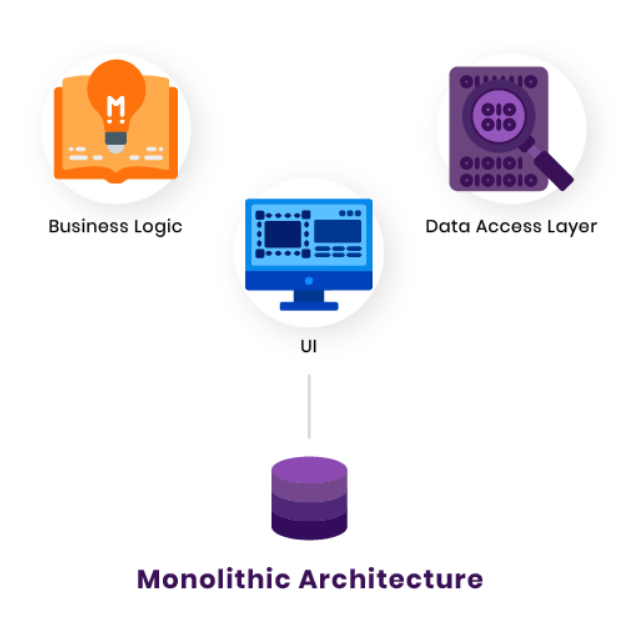 M
Business Logic
Data Access Layer
UI
Monolithic Architecture